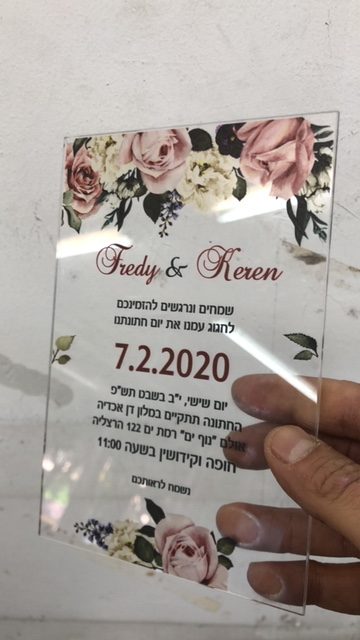 Fredy & Keren
שמחים ונרגשים להזמינכם
לחגוג עמנו את יום חתונתנו
7.2.2020
יום שישי, י"ב בשבט תש"פ
החתונה תתקיים במלון דן אכדיה
אולם "נוף ים" רמת ים 122 הרצליה
חופה וקידושין בשעה 11:00
נשמח לראותכם